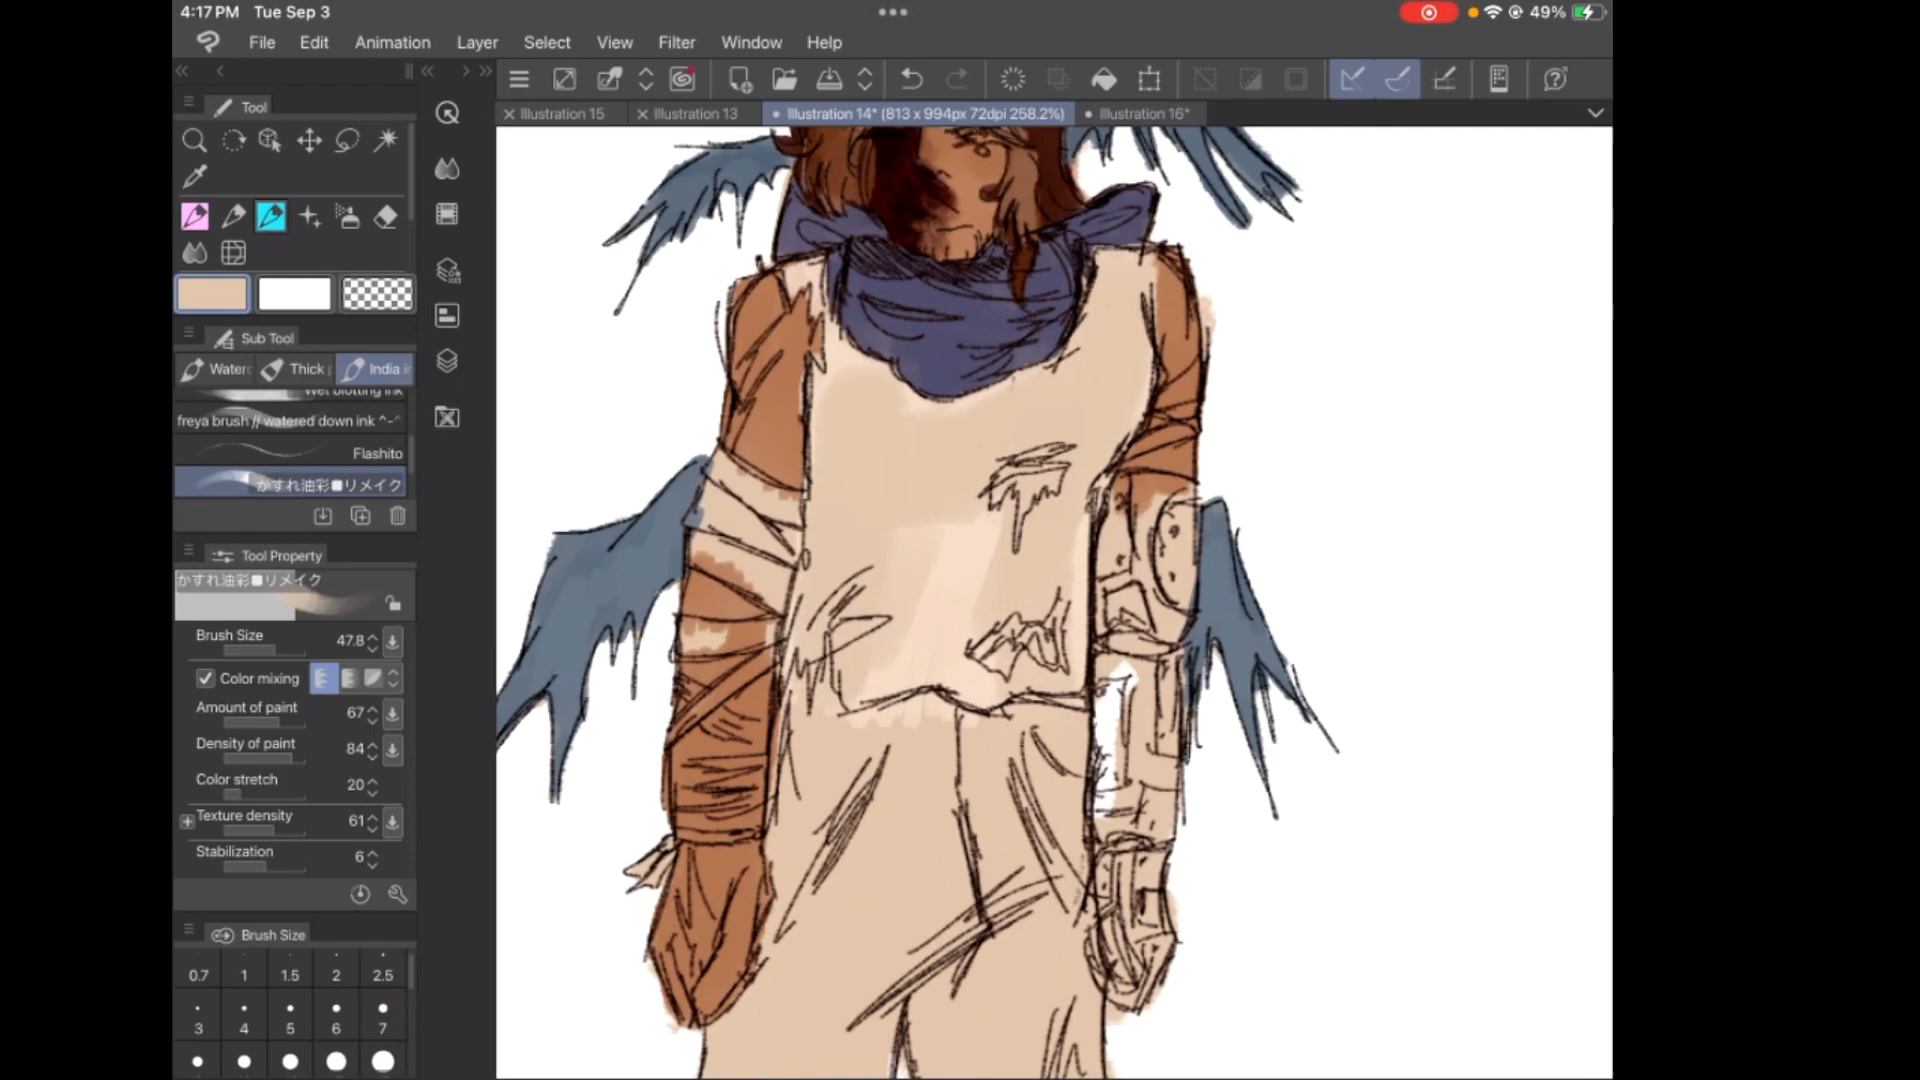 4:17 PM Tue Sep 3
49%
File Edit Animation Layer Select View Filter Window Help
Tool
Illustration 15
Illustration 13
Illustration 14* (813 x 994px 72dpi 258.2%)
Illustration 16*
Sub Tool
Waterc Thick India in
Wet blotting ink
freya brush // watered down ink ^-^
Flashito
かすれ油彩■リメイク
Tool Property
かすれ油彩■リメイク
Brush Size 47.8
Color mixing
Amount of paint 67
Density of paint 84
Color stretch 20
Texture density 61
Stabilization 6
Brush Size
0.7 1 1.5 2 2.5
3 4 5 6 7